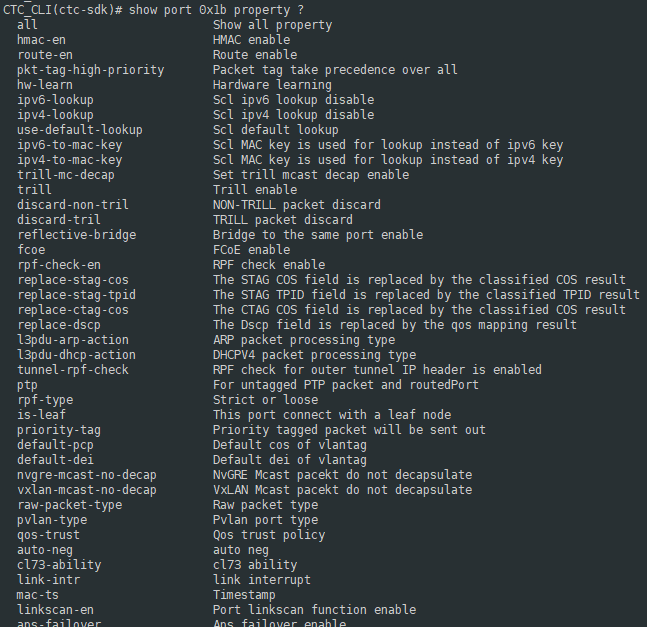 CTC_CLI(ctc-sdk)# show port 0x1b property ?
all Show all property
hmac-en HMAC enable
route-en Route enable
pkt-tag-high-priority Packet tag take precedence over all
hw-learn Hardware learning
ipv6-lookup Scl ipv6 lookup disable
ipv4-lookup Scl ipv4 lookup disable
use-default-lookup Scl default lookup
ipv6-to-mac-key Scl MAC key is used for lookup instead of ipv6 key
ipv4-to-mac-key Scl MAC key is used for lookup instead of ipv4 key
trill-mc-decap Set trill mcast decap enable
trill Trill enable
discard-non-tril NON-TRILL packet discard
discard-tril TRILL packet discard
reflective-bridge Bridge to the same port enable
fcoe FCoE enable
rpf-check-en RPF check enable
replace-stag-cos The STAG COS field is replaced by the classified COS result
replace-stag-tpid The STAG TPID field is replaced by the classified TPID result
replace-ctag-cos The CTAG COS field is replaced by the classified COS result
replace-dscp The Dscp field is replaced by the qos mapping result
l3pdu-arp-action ARP packet processing type
l3pdu-dhcp-action DHCPV4 packet processing type
tunnel-rpf-check RPF check for outer tunnel IP header is enabled
ptp For untagged PTP packet and routedPort
rpf-type Strict or loose
is-leaf This port connect with a leaf node
priority-tag Priority tagged packet will be sent out
default-pcp Default cos of vlantag
default-dei Default dei of vlantag
nvgre-mcast-no-decap NvGRE Mcast pacekt do not decapsulate
vxlan-mcast-no-decap VxLAN Mcast pacekt do not decapsulate
raw-packet-type Raw packet type
pvlan-type Pvlan port type
qos-trust Qos trust policy
auto-neg auto neg
cl73-ability cl73 ability
link-intr link interrupt
mac-ts Timestamp
linkscan-en Port linkscan function enable
aps-failover Aps failover enable